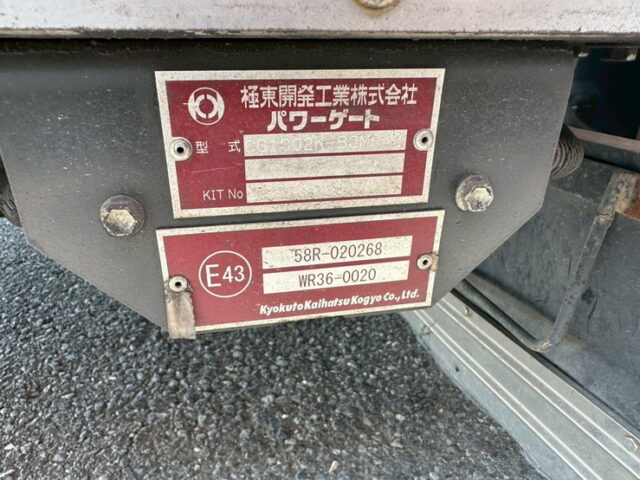 極東開発工業株式会社
パワーゲート
型 式
KIT No
E43
58R-020268
WR36-0020
Kyokuto Kaihatsu Kogyo Co., Ltd.